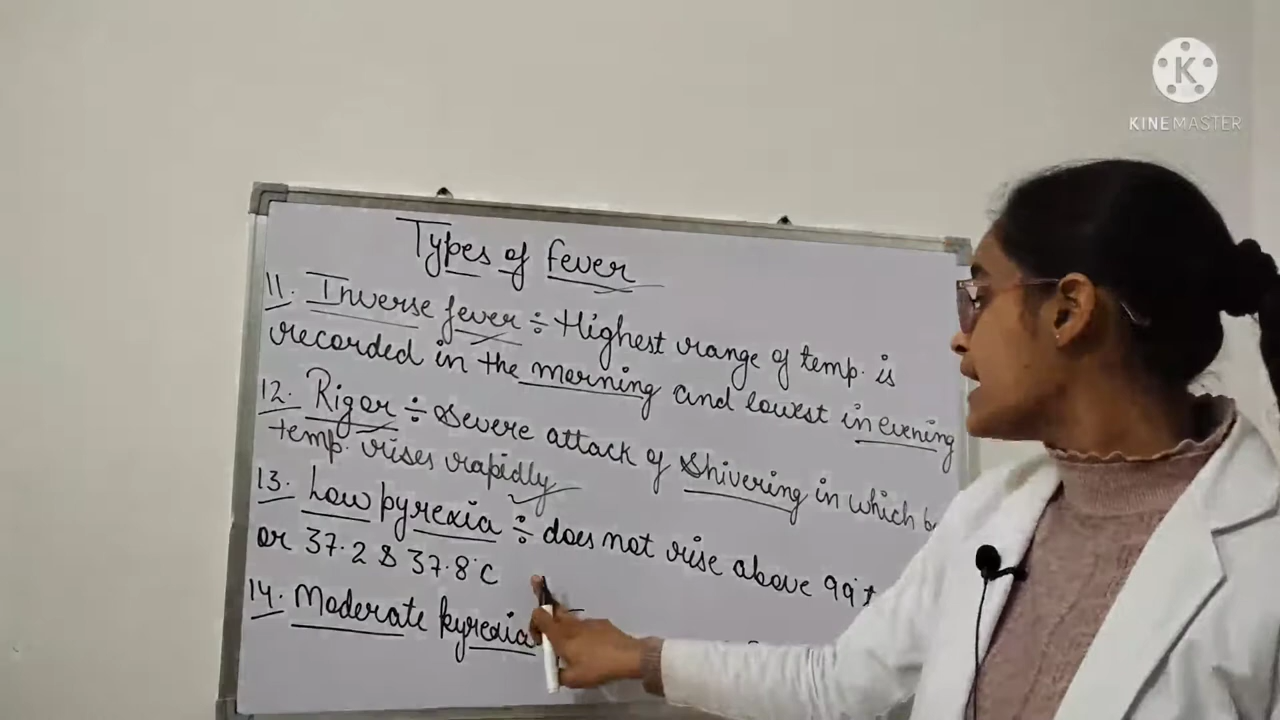 Types of fever
11. Inverse fever ÷ Highest range of temp. is
recorded in the morning and lowest in evening
12. Rigor ÷ Severe attack of Shivering in which
temp. rises rapidly
13. Low pyrexia ÷ does not rise above 99°
or 37.2 & 37.8°C
14. Moderate pyrexia
K
KINEMASTER